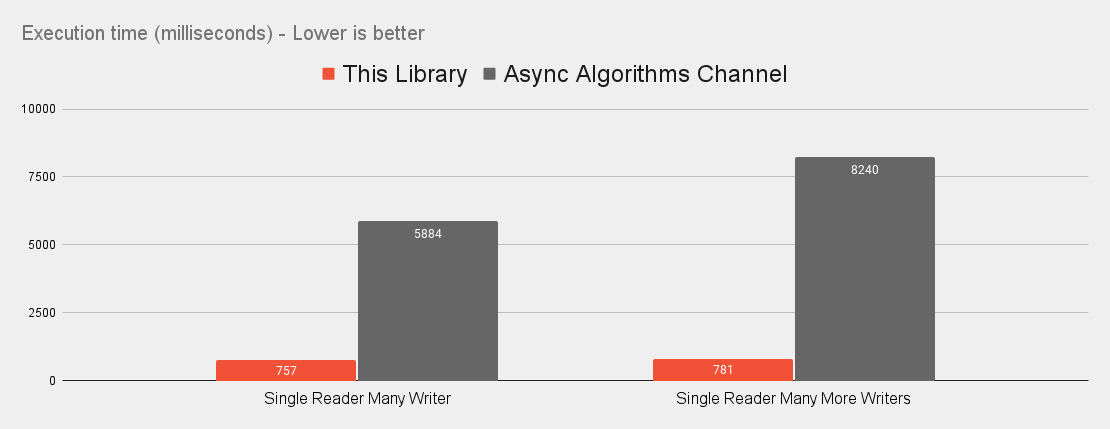 Execution time (milliseconds) - Lower is better
This Library Async Algorithms Channel
10000
7500
5000
2500
0
757
5884
781
8240
Single Reader Many Writer
Single Reader Many More Writers